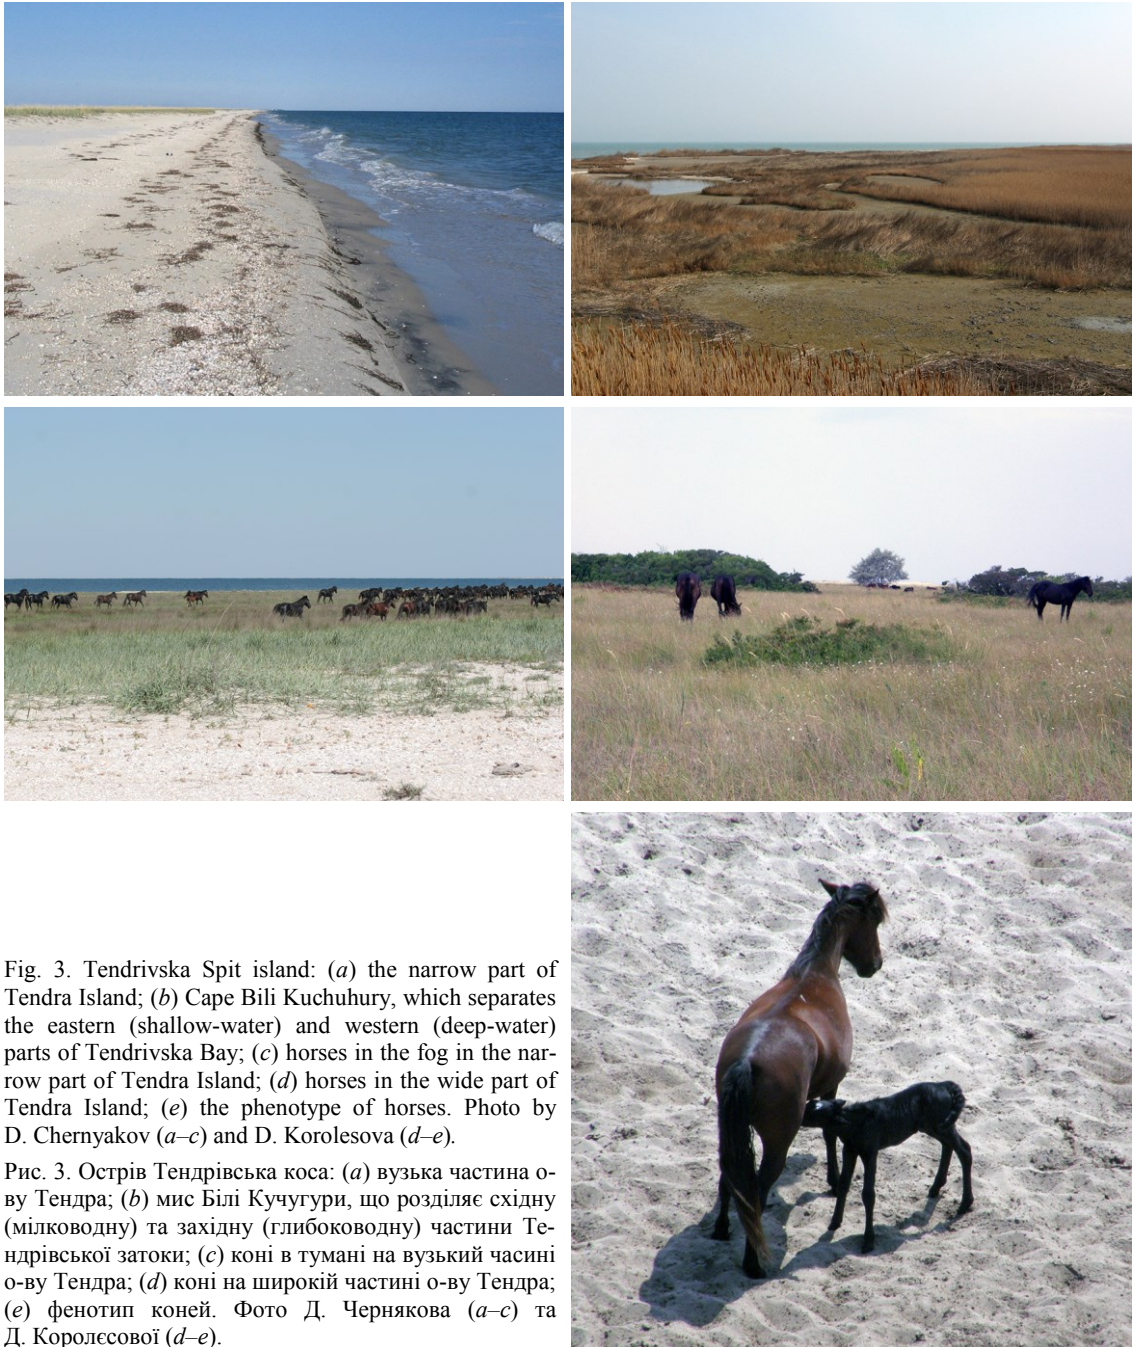 Fig. 3. Tendrivska Spit island: (a) the narrow part of
Tendra Island; (b) Cape Bili Kuchuhury, which separates
the eastern (shallow-water) and western (deep-water)
parts of Tendrivska Bay; (c) horses in the fog in the nar-
row part of Tendra Island; (d) horses in the wide part of
Tendra Island; (e) the phenotype of horses. Photo by
D. Chernyakov (a–c) and D. Korolesova (d–e).
Рис. 3. Острів Тендрівська коса: (a) вузька частина о-
ву Тендра; (b) мис Білі Кучугури, що розділяє східну
(мілководну) та західну (глибоководну) частини Те-
ндрівської затоки; (c) коні в тумані на вузький часині
о-ву Тендра; (d) коні на широкій частині о-ву Тендра;
(e) фенотип коней. Фото Д. Чернякова (a–c) та
Д. Королєсової (d–e).